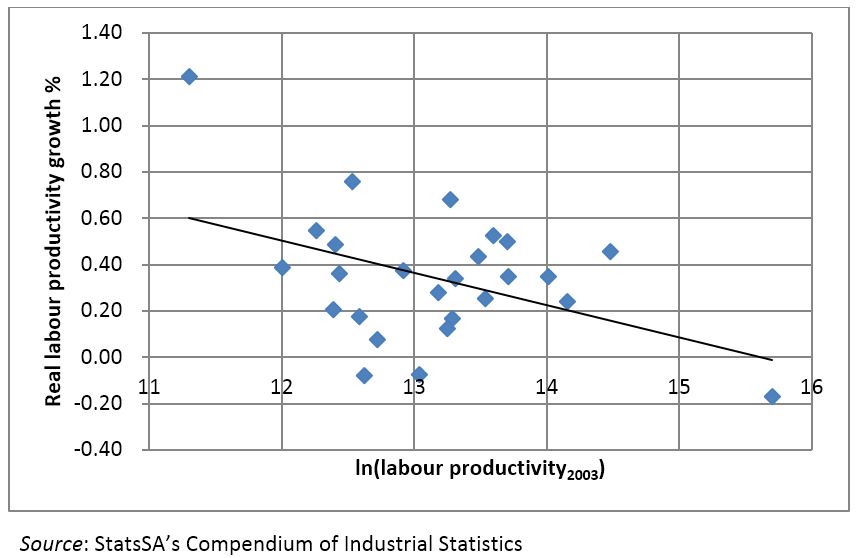 1.40
1.20
1.00
0.80
0.60
0.40
0.20
0.00
-0.20
-0.40
11 12 13 14 15 16
Real labour productivity growth %
ln(labour productivity2003)
Source: StatsSA’s Compendium of Industrial Statistics